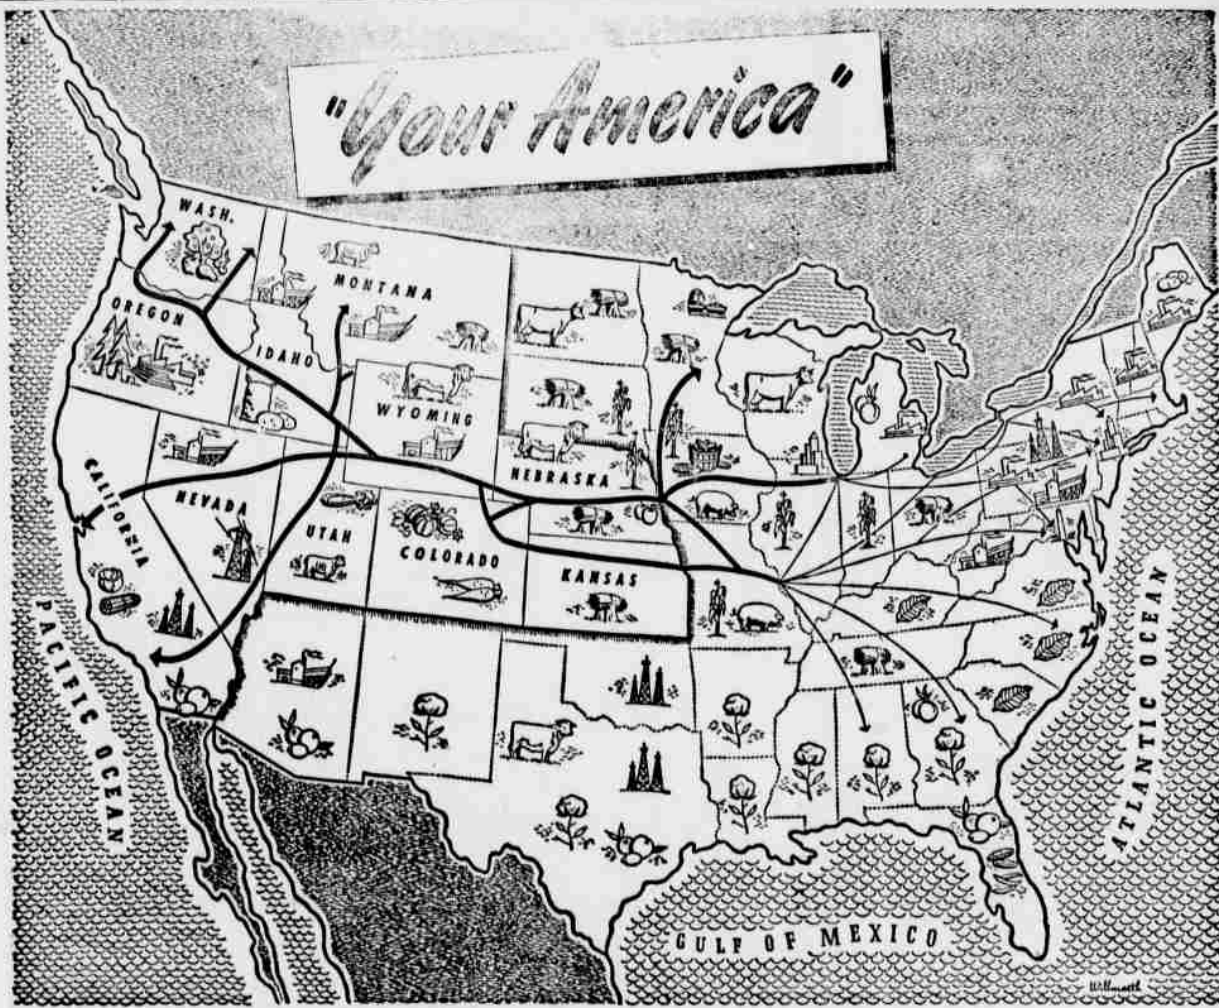 "Your America"
WASH.
MONTANA
OREGON
IDAHO
WYOMING
NEBRASKA
CALIFORNIA
NEVADA
UTAH
COLORADO
KANSAS
PACIFIC OCEAN
ATLANTIC OCEAN
GULF OF MEXICO
Willmarth